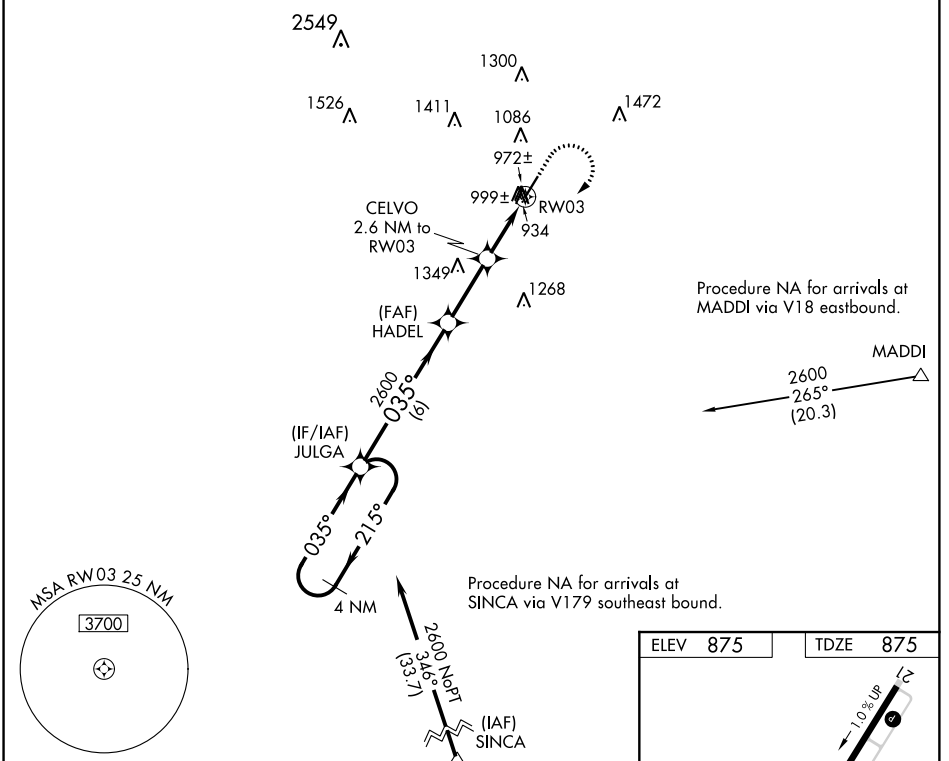 2549
1300
1526
1411
1086
1472
972±
999±
RW03
934
CELVO
2.6 NM to
RW03
1349
1268
(FAF)
HADEL
Procedure NA for arrivals at
MADDI via V18 eastbound.
MADDI
2600
265°
(20.3)
2600
035°
(6)
(IF/IAF)
JULGA
035°
215°
4 NM
MSA RW03 25 NM
3700
Procedure NA for arrivals at
SINCA via V179 southeast bound.
2600 NoPT
346°
(33.7)
(IAF)
SINCA
ELEV 875
TDZE 875
21
1.0% UP
P